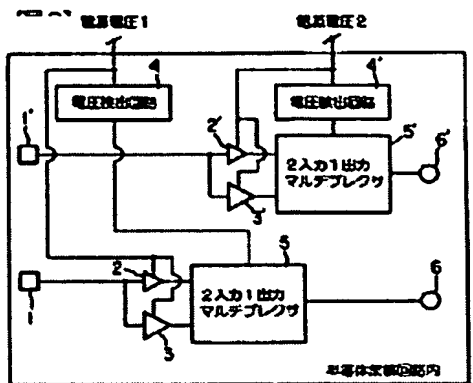 電源電圧1
電源電圧2
4
4'
電圧検出回路
電圧検出回路
1'
2'
5'
6'
2入力1出力
マルチプレクサ
3'
2
5
6
2入力1出力
マルチプレクサ
1
3
半導体集積回路内